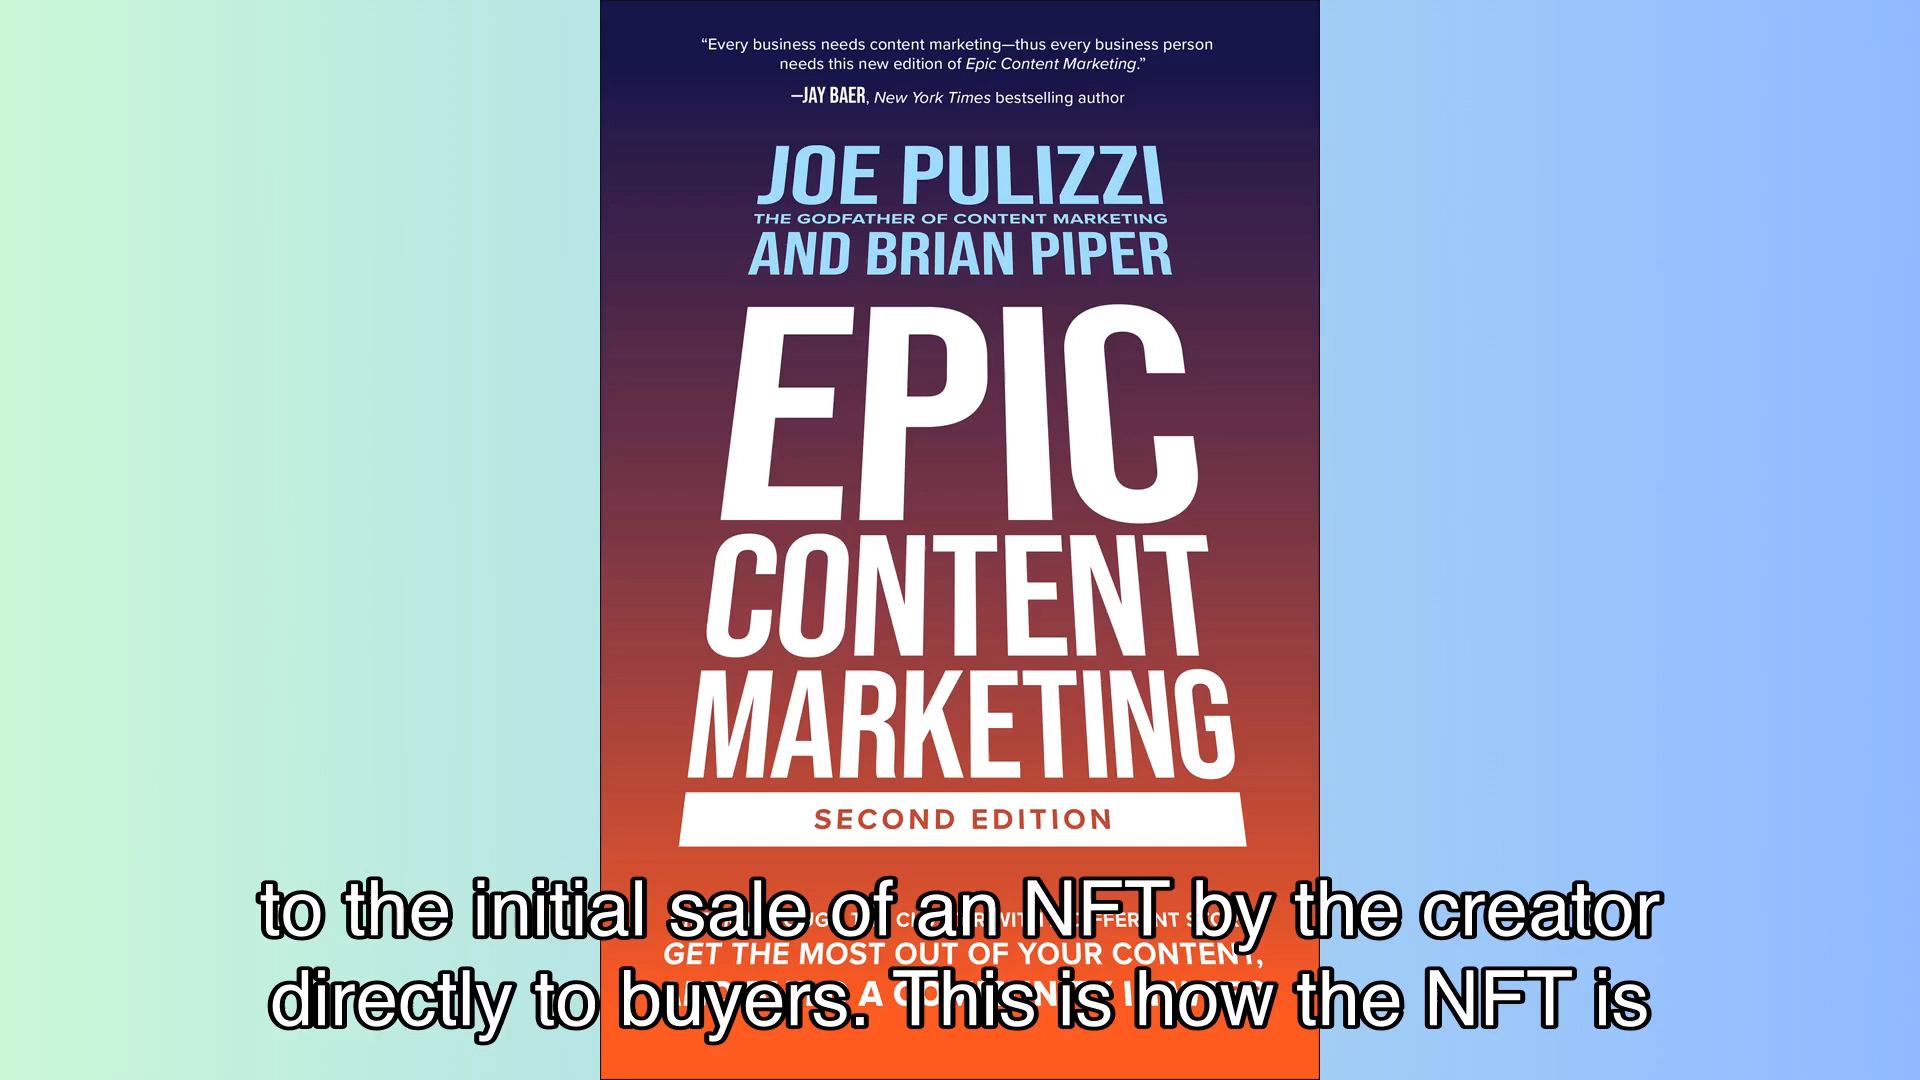 “Every business needs content marketing—thus every business person
needs this new edition of Epic Content Marketing.”
—JAY BAER, New York Times bestselling author
JOE PULIZZI
THE GODFATHER OF CONTENT MARKETING
AND BRIAN PIPER
EPIC
CONTENT
MARKETING
SECOND EDITION
to the initial sale of an NFT by the creator
GET THE MOST OUT OF YOUR CONTENT,
directly to buyers. This is how the NFT is